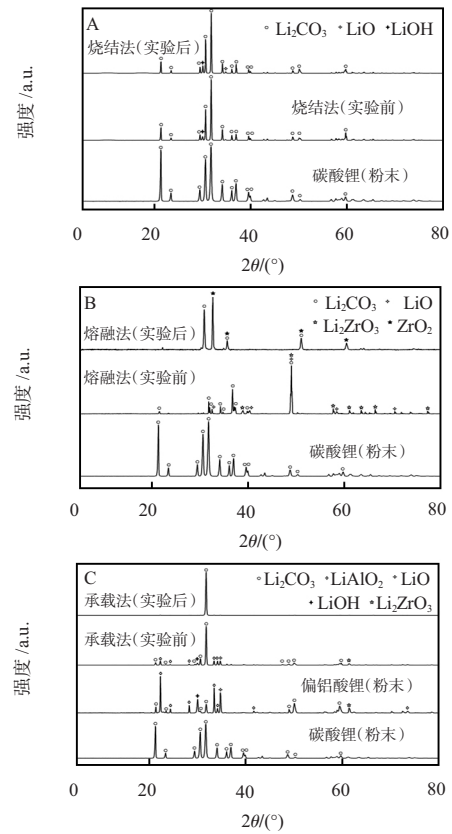 A
○ Li₂CO₃ ⋄ LiO ✦ LiOH
烧结法(实验后)
烧结法(实验前)
碳酸锂(粉末)
强度 /a.u.
0 20 40 60 80
2θ/(°)
B
○ Li₂CO₃ ⋄ LiO
★ Li₂ZrO₃ ★ ZrO₂
熔融法(实验后)
熔融法(实验前)
碳酸锂(粉末)
强度 /a.u.
0 20 40 60 80
2θ/(°)
C
○ Li₂CO₃ ⋄ LiAlO₂ ⋄ LiO
✦ LiOH ★ Li₂ZrO₃
承载法(实验后)
承载法(实验前)
偏铝酸锂(粉末)
碳酸锂(粉末)
强度 /a.u.
0 20 40 60 80
2θ/(°)